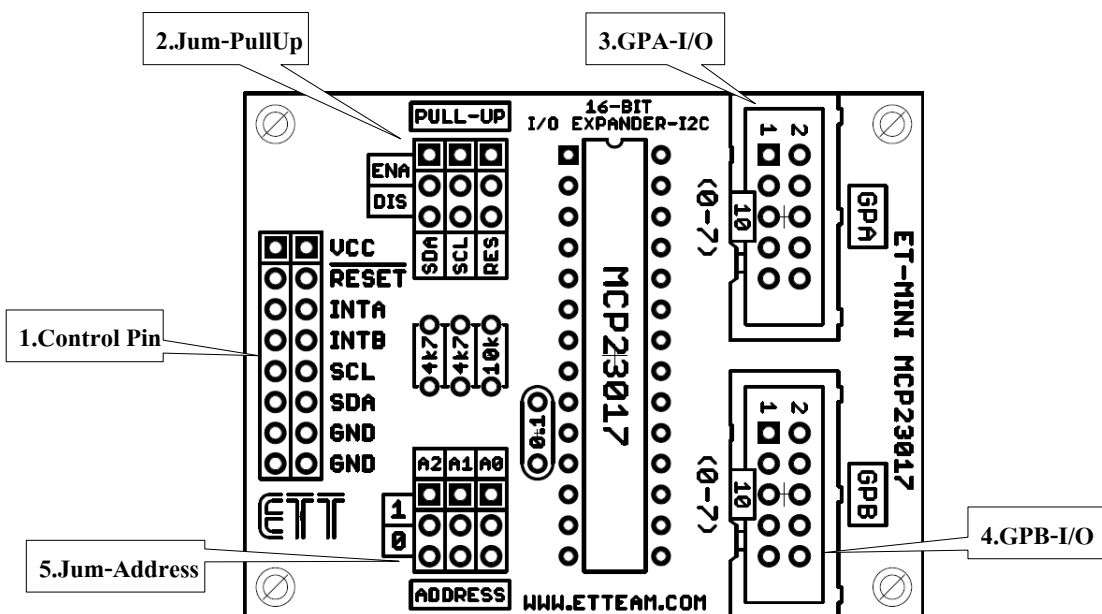 2.Jum-PullUp
3.GPA-I/O
PULL-UP
16-BIT
I/O EXPANDER-I2C
ENA
DIS
SDA
SCL
RES
1 2
10
(0-7)
GPA
ET-MINI MCP23017
VCC
RESET
INTA
INTB
SCL
SDA
GND
GND
1.Control Pin
4k7
4k7
10k
0.1
MCP23017
1 2
10
(0-7)
GPB
A2 A1 A0
1
0
ETT
ADDRESS
WWW.ETTEAM.COM
4.GPB-I/O
5.Jum-Address